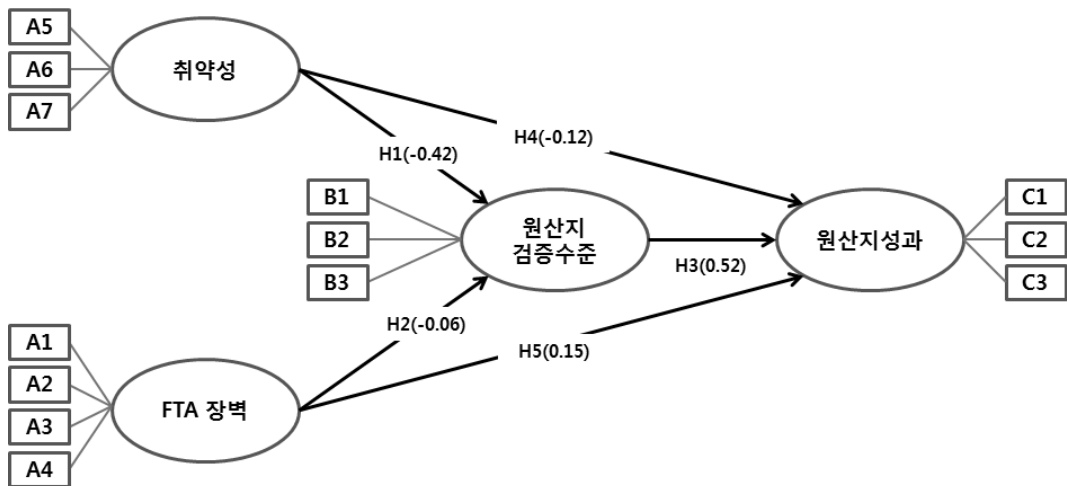 A5
A6
A7
취약성
H1(-0.42)
H4(-0.12)
B1
B2
B3
원산지
검증수준
H3(0.52)
원산지성과
C1
C2
C3
H2(-0.06)
H5(0.15)
A1
A2
A3
A4
FTA 장벽